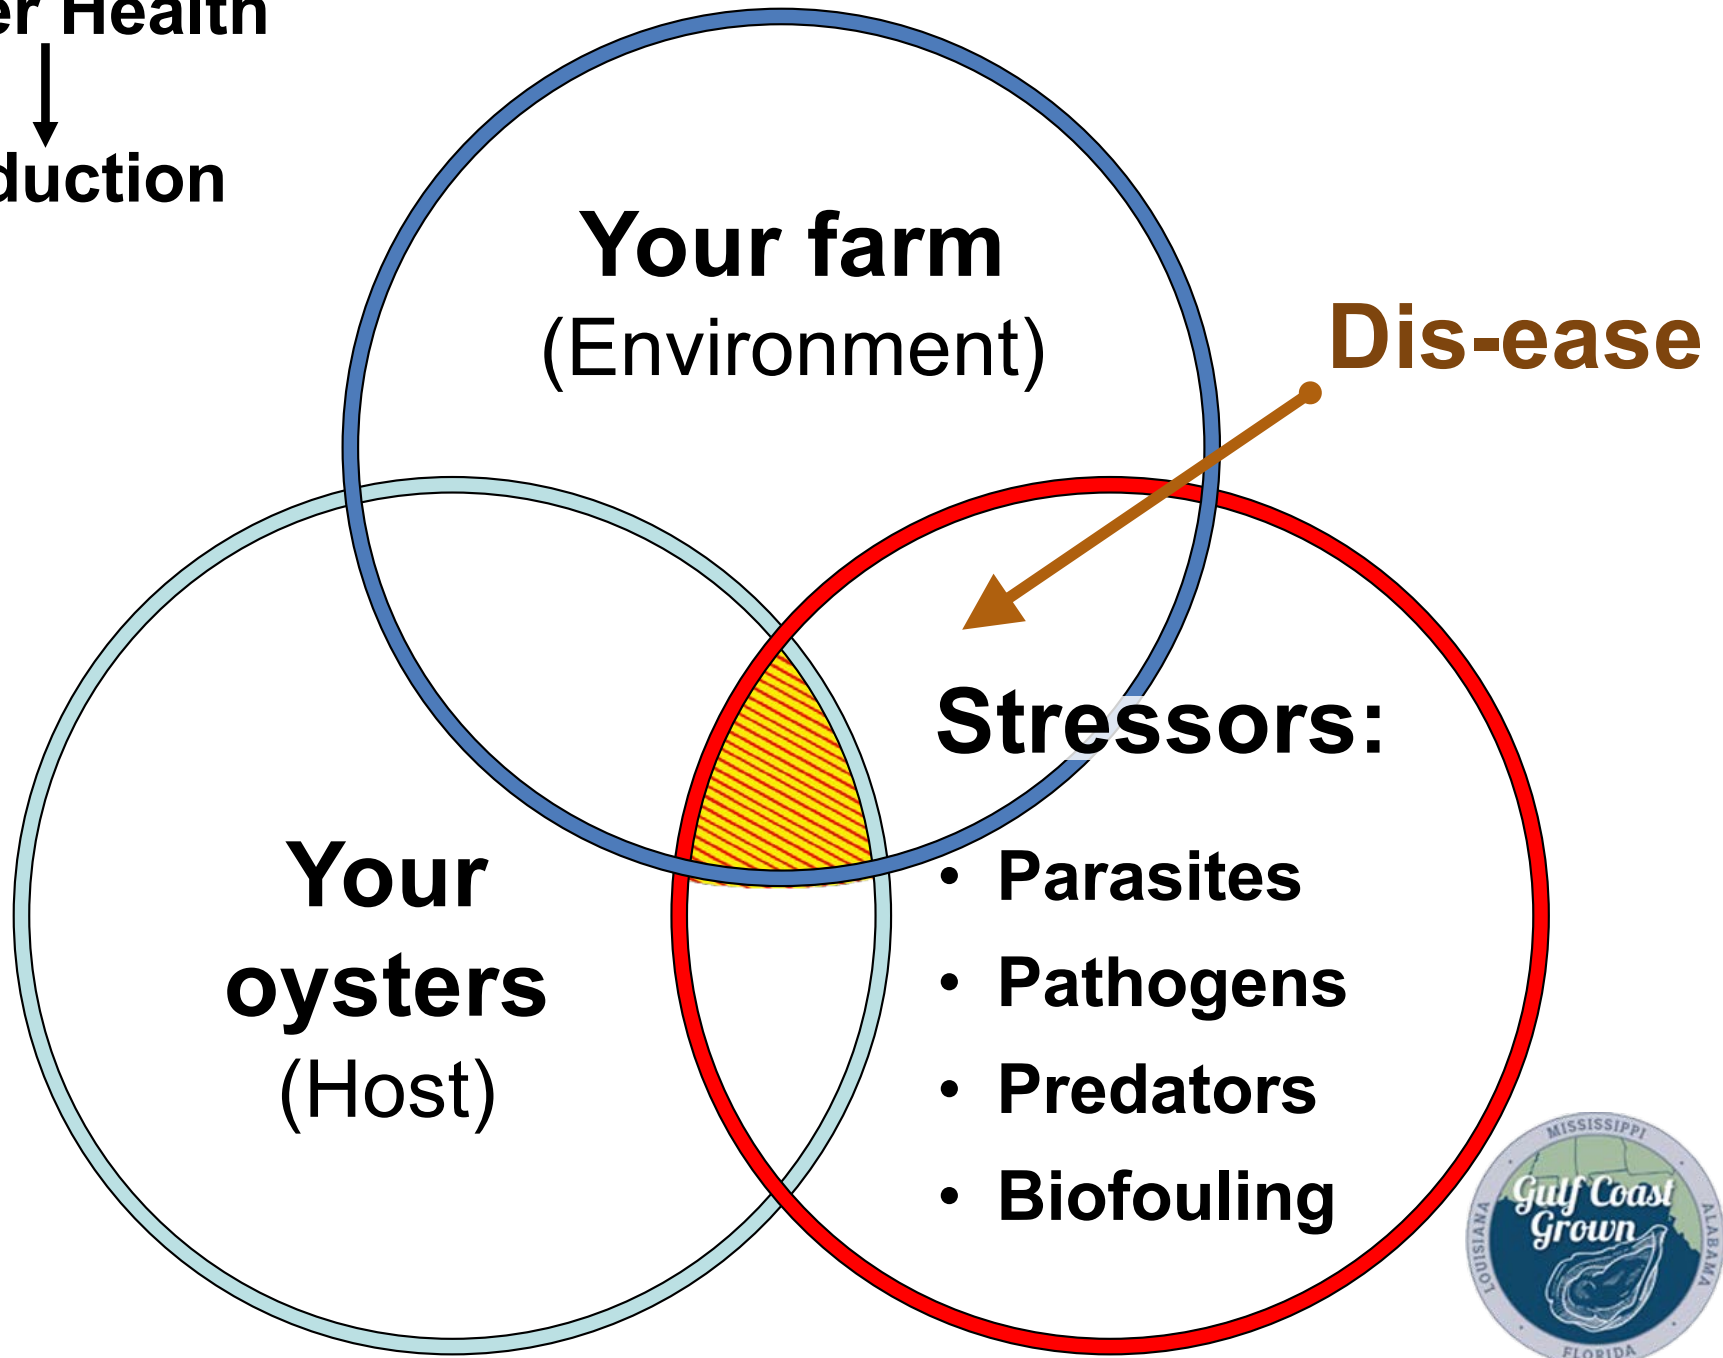 er Health
duction
Your farm
(Environment)
Dis-ease
Your
oysters
(Host)
Stressors:
• Parasites
• Pathogens
• Predators
• Biofouling
MISSISSIPPI
LOUISIANA
ALABAMA
Gulf Coast
Grown
FLORIDA